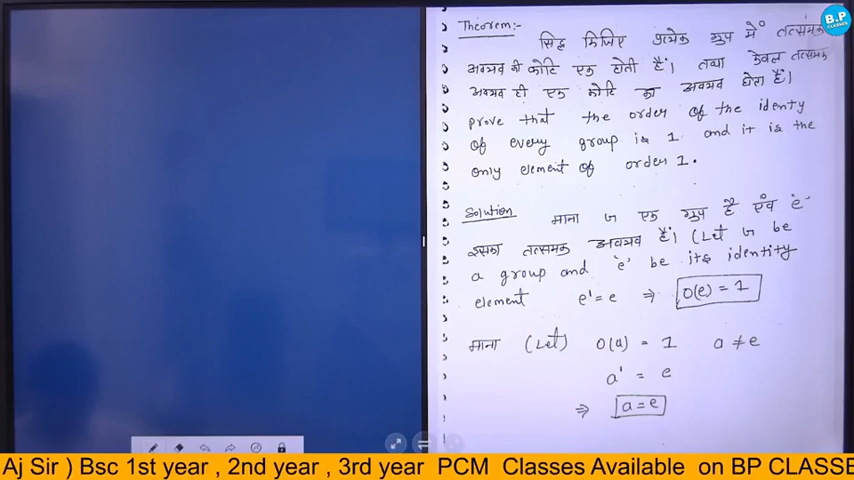 Theorem:-
सिद्ध किजिए प्रत्येक ग्रुप में तत्समक
अवयव की कोटि एक होती है। तथा केवल तत्समक
अवयव ही एक कोटि का अवयव होता है।
prove that the order of the identy
of every group is 1 and it is the
only element of order 1.
Solution माना G एक ग्रुप है एंव 'e'
इसका तत्समक अवयव है। (Let G be
a group and 'e' be its identity
element e¹ = e ⇒ O(e) = 1
माना (Let) O(a) = 1 a ≠ e
a¹ = e
⇒ a = e
B.P
CLASSES
Aj Sir ) Bsc 1st year , 2nd year , 3rd year PCM Classes Available on BP CLASSE